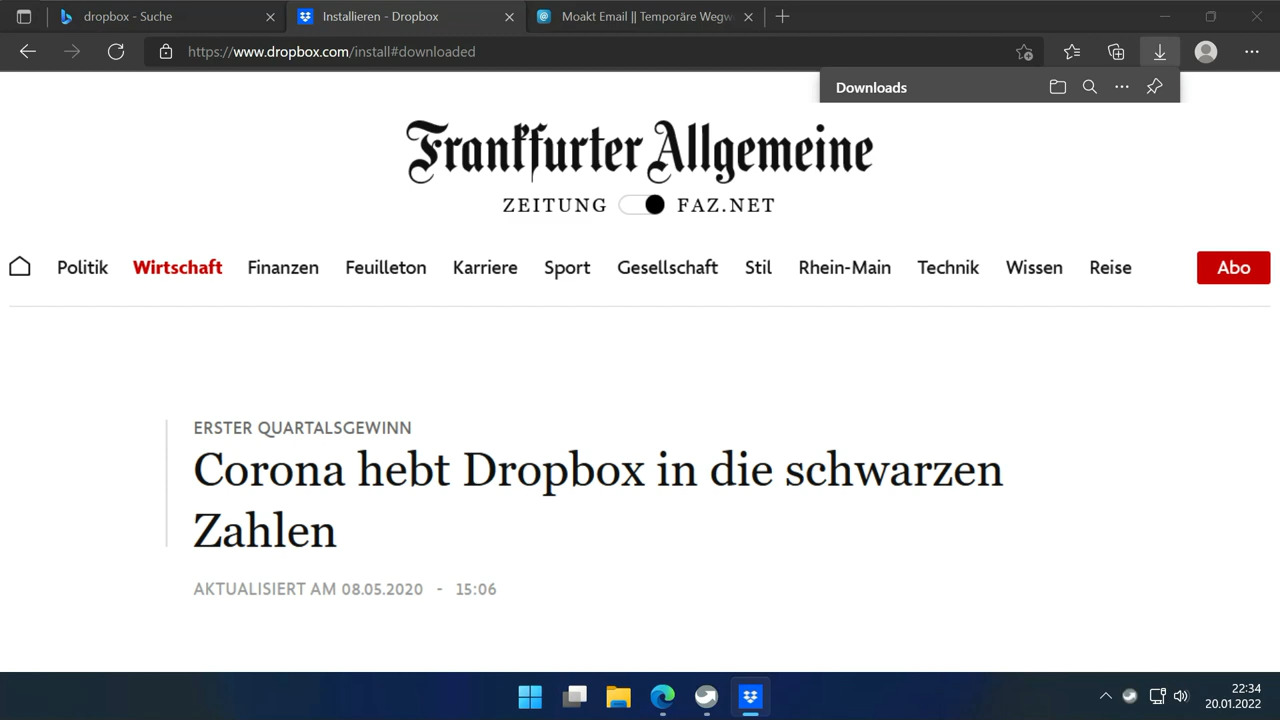 dropbox - Suche
Installieren - Dropbox
Moakt Email || Temporäre Wegw
https://www.dropbox.com/install#downloaded
Downloads
Frankfurter Allgemeine
ZEITUNG FAZ.NET
Politik Wirtschaft Finanzen Feuilleton Karriere Sport Gesellschaft Stil Rhein-Main Technik Wissen Reise Abo
ERSTER QUARTALSGEWINN
Corona hebt Dropbox in die schwarzen
Zahlen
AKTUALISIERT AM 08.05.2020 - 15:06
22:34
20.01.2022